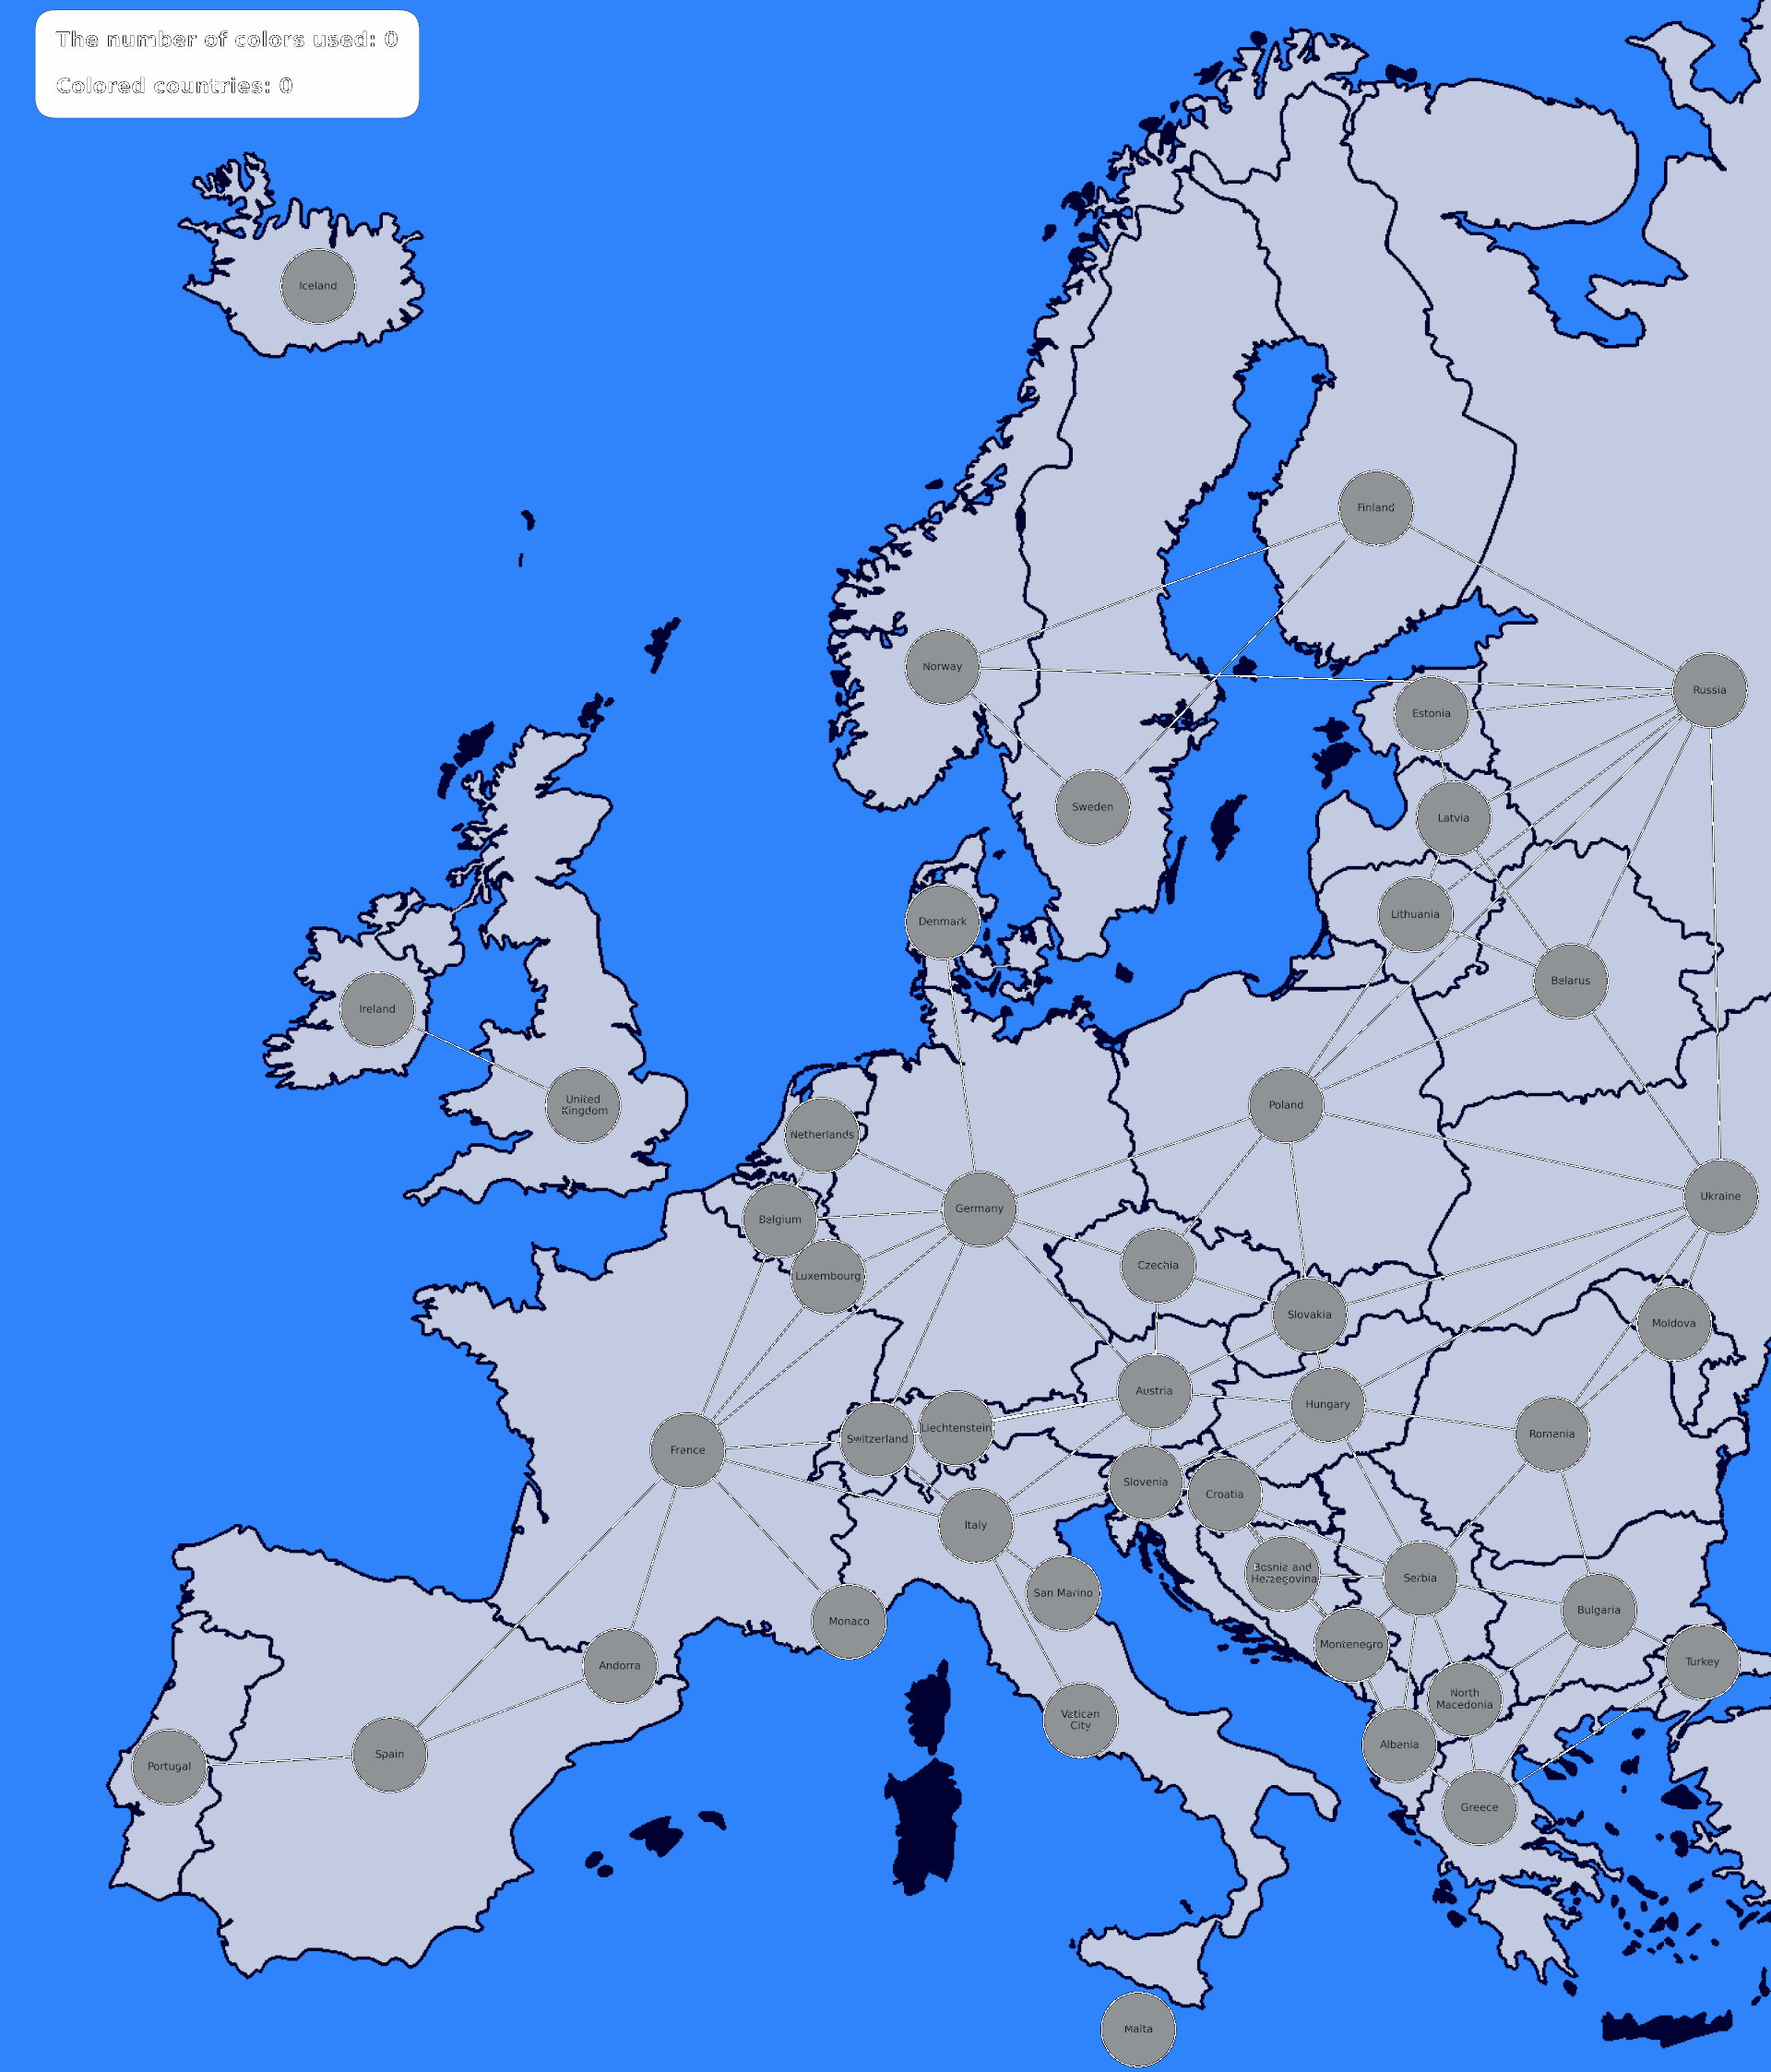 The number of colors used: 0
Colored countries: 0
Iceland
Finland
Norway
Russia
Estonia
Sweden
Latvia
Denmark
Lithuania
Belarus
Ireland
United
Kingdom
Poland
Netherlands
Ukraine
Germany
Belgium
Czechia
Luxembourg
Slovakia
Moldova
Austria
Hungary
Liechtenstein
Switzerland
Romania
France
Slovenia
Croatia
Italy
Bosnia and
Herzegovina
Serbia
San Marino
Bulgaria
Monaco
Montenegro
Turkey
Andorra
North
Macedonia
Vatican
City
Albania
Spain
Portugal
Greece
Malta